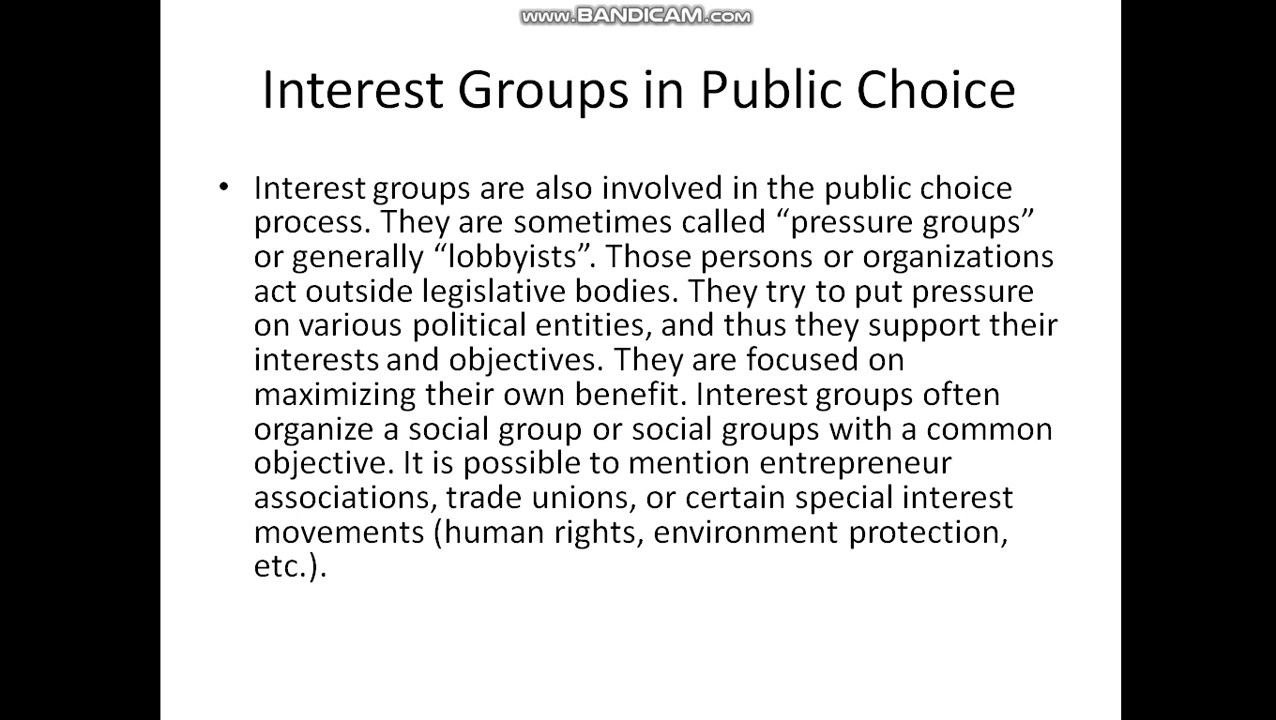 www.BANDICAM.com
Interest Groups in Public Choice
• Interest groups are also involved in the public choice
process. They are sometimes called “pressure groups”
or generally “lobbyists”. Those persons or organizations
act outside legislative bodies. They try to put pressure
on various political entities, and thus they support their
interests and objectives. They are focused on
maximizing their own benefit. Interest groups often
organize a social group or social groups with a common
objective. It is possible to mention entrepreneur
associations, trade unions, or certain special interest
movements (human rights, environment protection,
etc.).